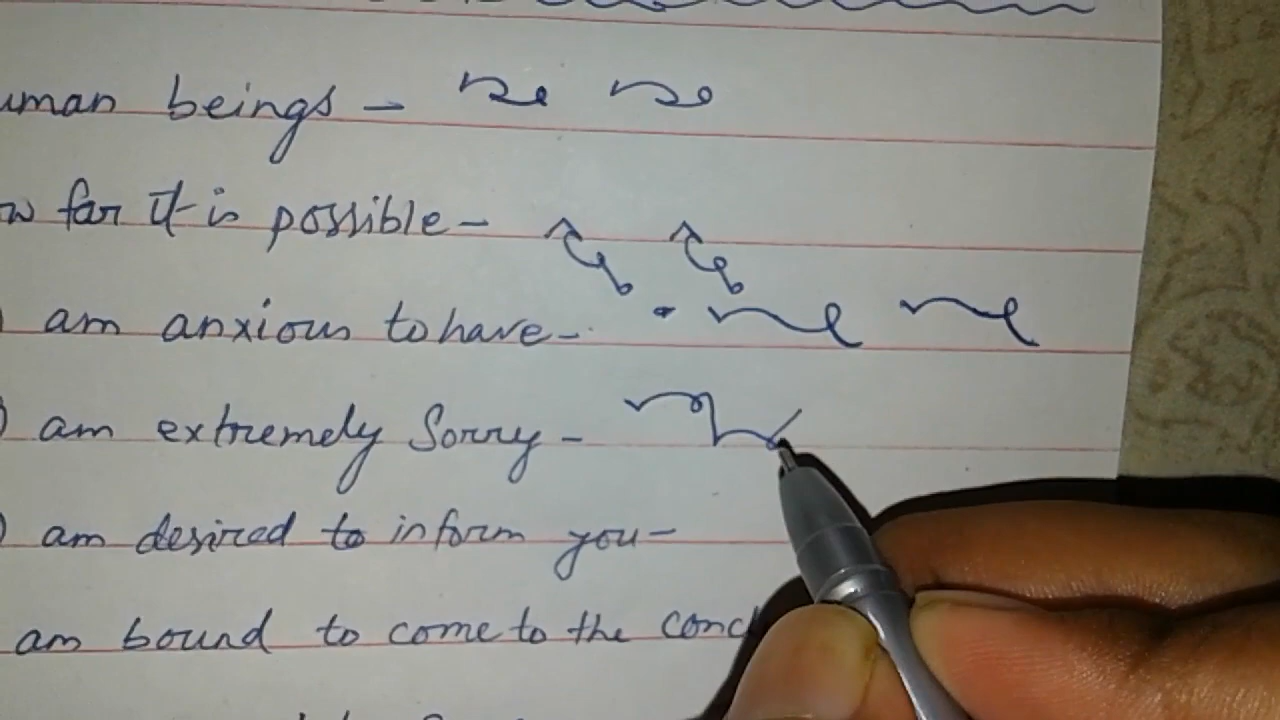 uman beings -
w far it is possible -
am anxious to have -
am extremely Sorry -
am desired to inform you -
am bound to come to the conc